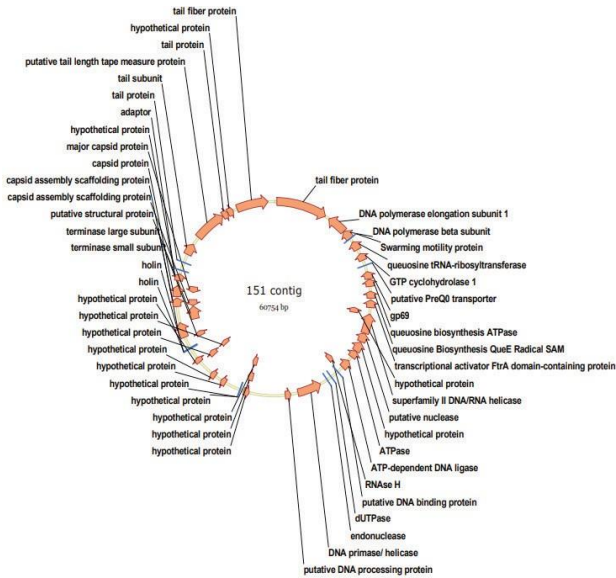 tail fiber protein
hypothetical protein
tail protein
putative tail length tape measure protein
tail subunit
tail protein
adaptor
hypothetical protein
major capsid protein
capsid protein
capsid assembly scaffolding protein
capsid assembly scaffolding protein
putative structural protein
terminase large subunit
terminase small subunit
holin
holin
hypothetical protein
hypothetical protein
hypothetical protein
hypothetical protein
hypothetical protein
hypothetical protein
hypothetical protein
hypothetical protein
hypothetical protein
151 contig
60754 bp
tail fiber protein
DNA polymerase elongation subunit 1
DNA polymerase beta subunit
Swarming motility protein
queuosine tRNA-ribosyltransferase
GTP cyclohydrolase 1
putative PreQ0 transporter
gp69
queuosine biosynthesis ATPase
queuosine Biosynthesis QueE Radical SAM
transcriptional activator FtrA domain-containing protein
hypothetical protein
superfamily II DNA/RNA helicase
putative nuclease
hypothetical protein
ATPase
ATP-dependent DNA ligase
RNAse H
putative DNA binding protein
dUTPase
endonuclease
DNA primase/ helicase
putative DNA processing protein